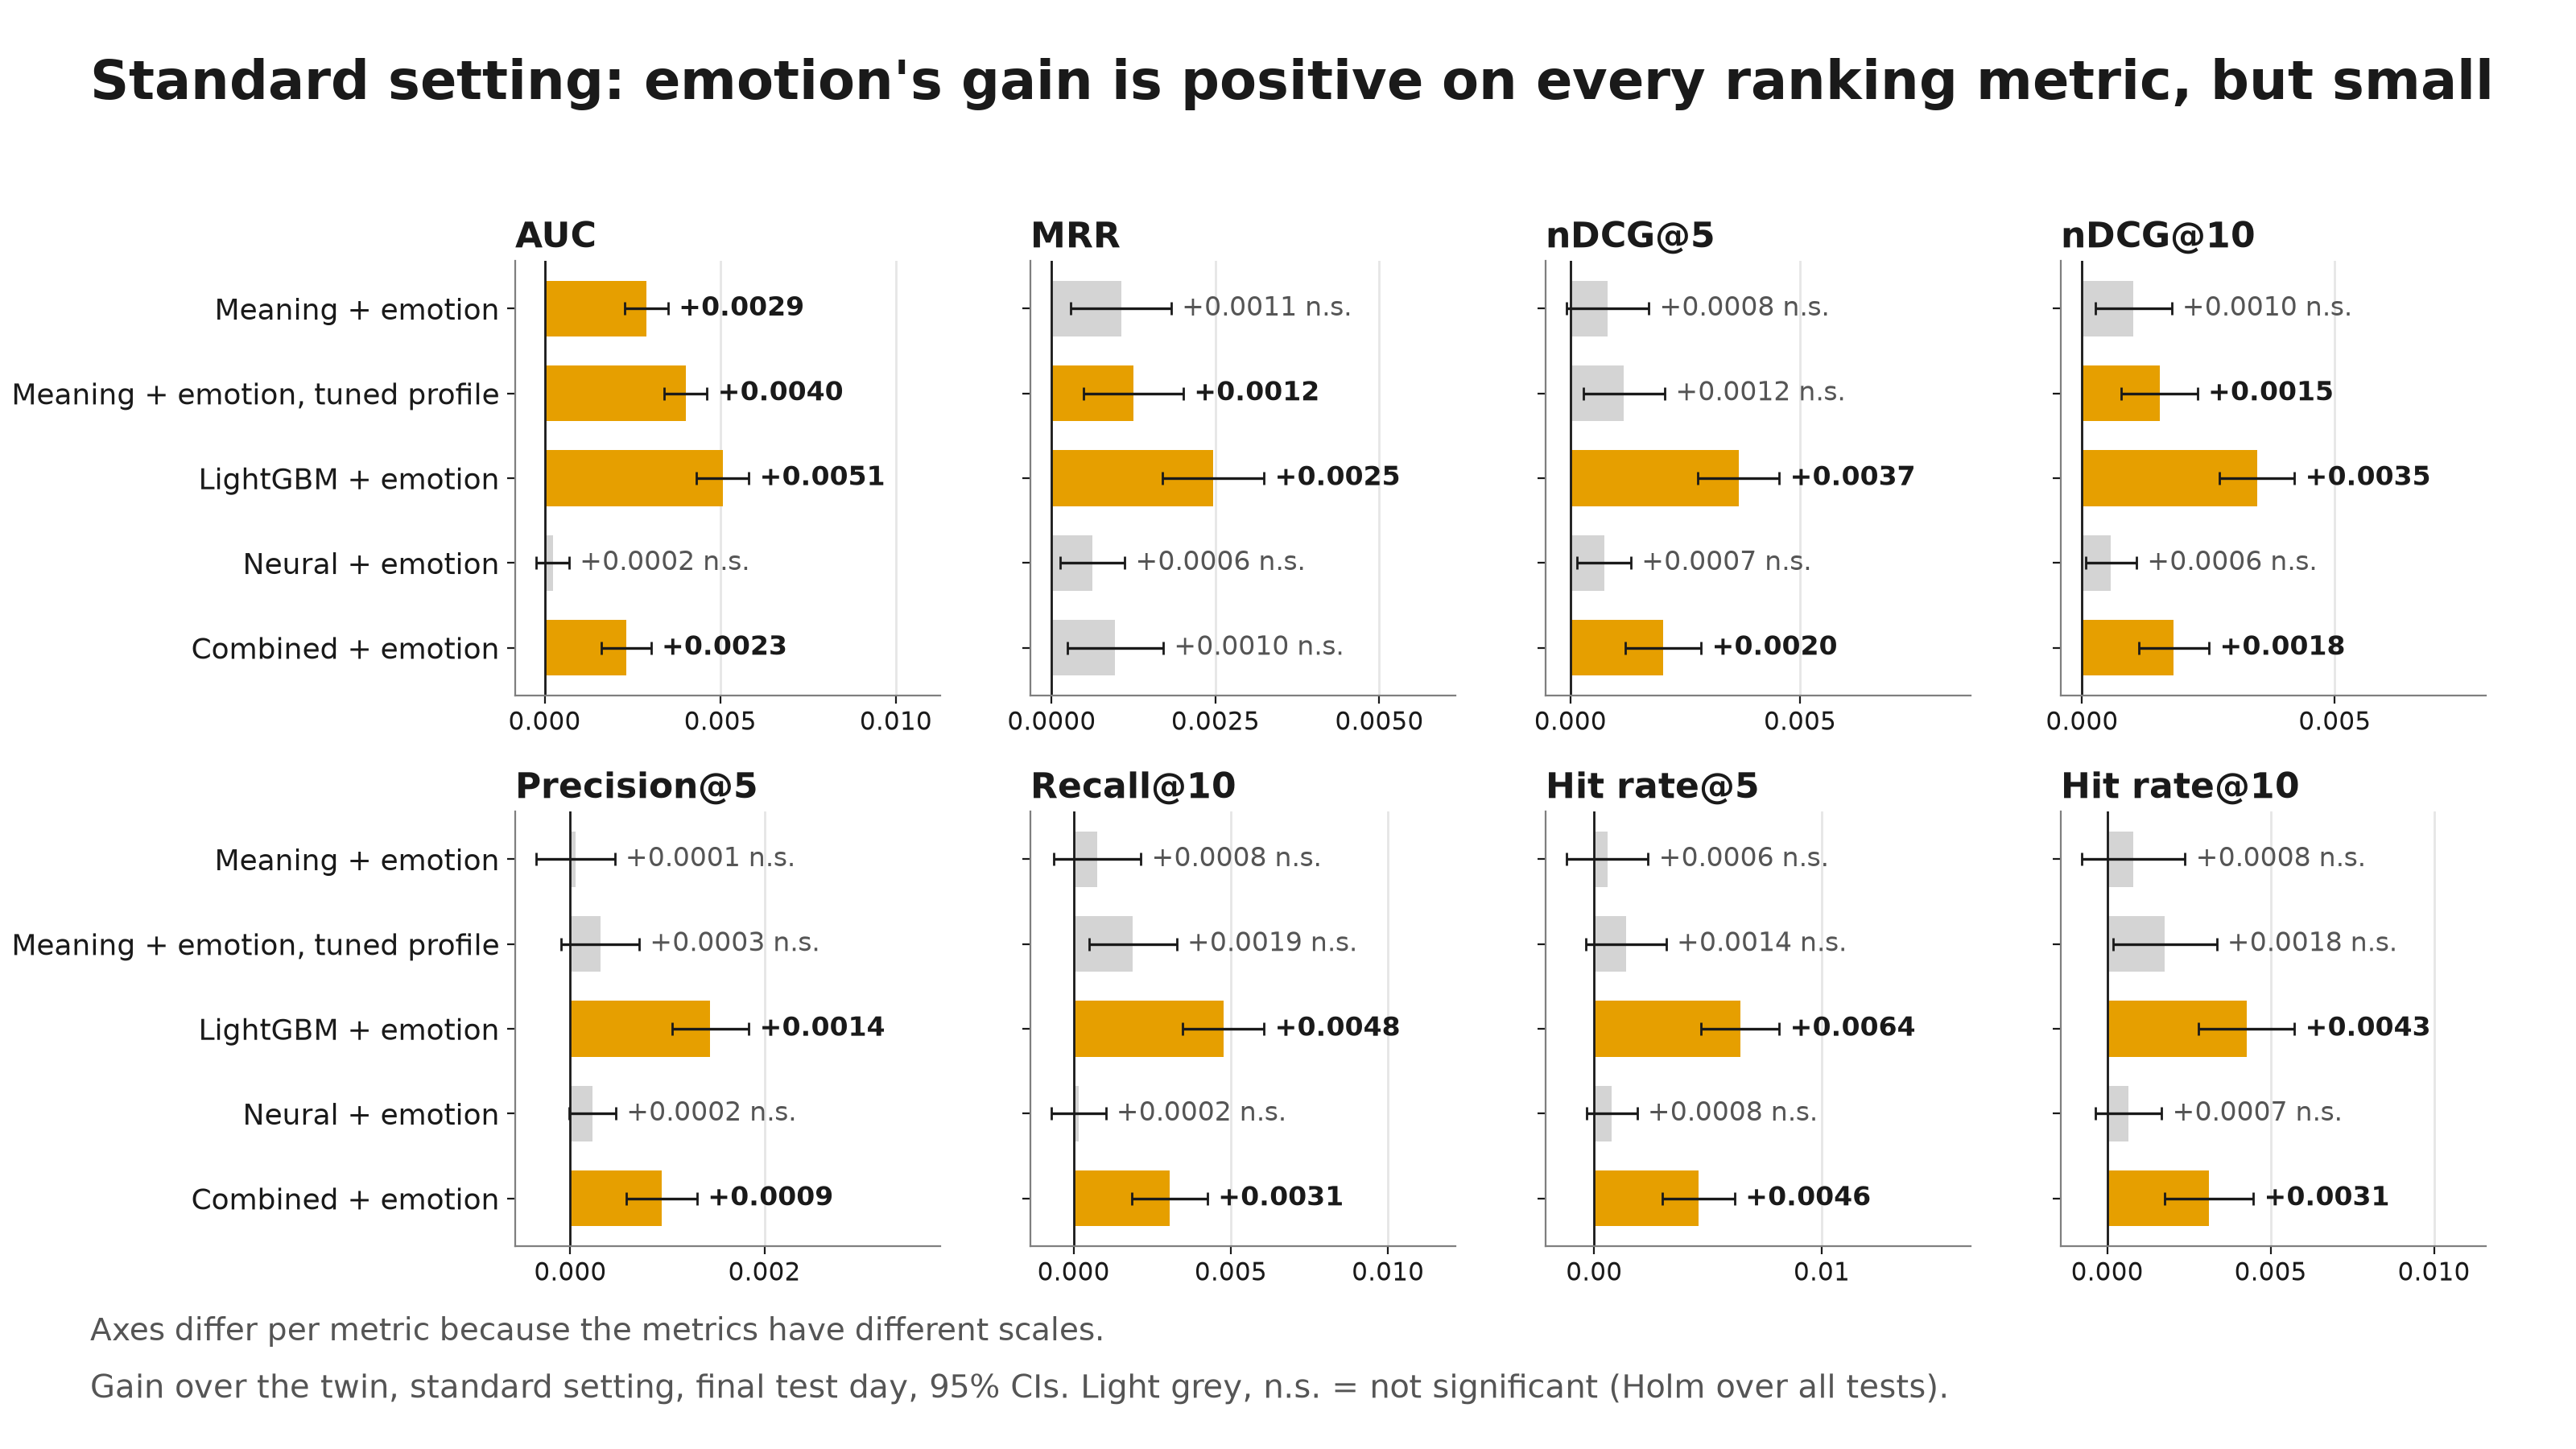 Standard setting: emotion's gain is positive on every ranking metric, but small
AUC
MRR
nDCG@5
nDCG@10
Meaning + emotion
+0.0029
+0.0011 n.s.
+0.0008 n.s.
+0.0010 n.s.
Meaning + emotion, tuned profile
+0.0040
+0.0012
+0.0012 n.s.
+0.0015
LightGBM + emotion
+0.0051
+0.0025
+0.0037
+0.0035
Neural + emotion
+0.0002 n.s.
+0.0006 n.s.
+0.0007 n.s.
+0.0006 n.s.
Combined + emotion
+0.0023
+0.0010 n.s.
+0.0020
+0.0018
0.000 0.005 0.010
0.0000 0.0025 0.0050
0.000 0.005
0.000 0.005
Precision@5
Recall@10
Hit rate@5
Hit rate@10
Meaning + emotion
+0.0001 n.s.
+0.0008 n.s.
+0.0006 n.s.
+0.0008 n.s.
Meaning + emotion, tuned profile
+0.0003 n.s.
+0.0019 n.s.
+0.0014 n.s.
+0.0018 n.s.
LightGBM + emotion
+0.0014
+0.0048
+0.0064
+0.0043
Neural + emotion
+0.0002 n.s.
+0.0002 n.s.
+0.0008 n.s.
+0.0007 n.s.
Combined + emotion
+0.0009
+0.0031
+0.0046
+0.0031
0.000 0.002
0.000 0.005 0.010
0.00 0.01
0.000 0.005 0.010
Axes differ per metric because the metrics have different scales.
Gain over the twin, standard setting, final test day, 95% CIs. Light grey, n.s. = not significant (Holm over all tests).